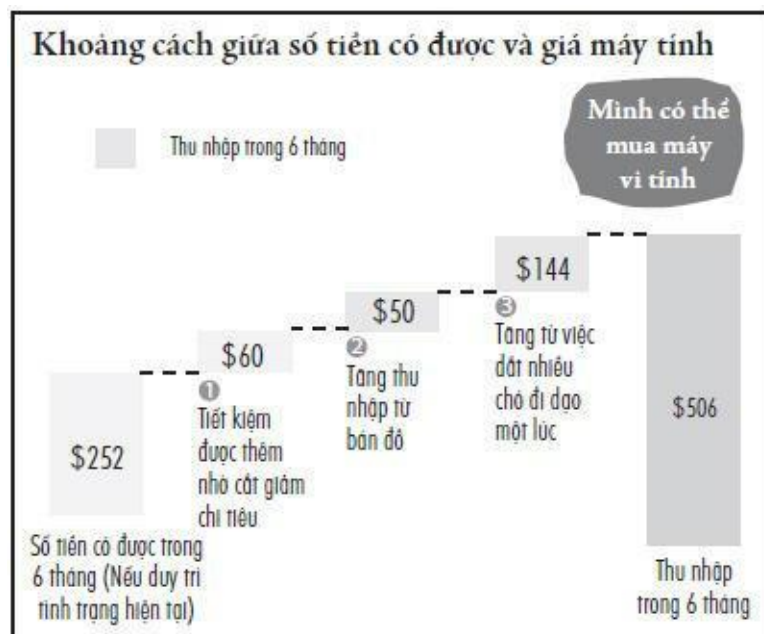 Khoảng cách giữa số tiền có được và giá máy tính
Thu nhập trong 6 tháng
Mình có thể
mua máy
vi tính
$252
Số tiền có được trong
6 tháng (Nếu duy trì
tình trạng hiện tại)
$60
1
Tiết kiệm
được thêm
nhờ cắt giảm
chi tiêu
$50
2
Tăng thu
nhập từ
bán đồ
$144
3
Tăng từ việc
dắt nhiều
chó đi dạo
một lúc
$506
Thu nhập
trong 6 tháng